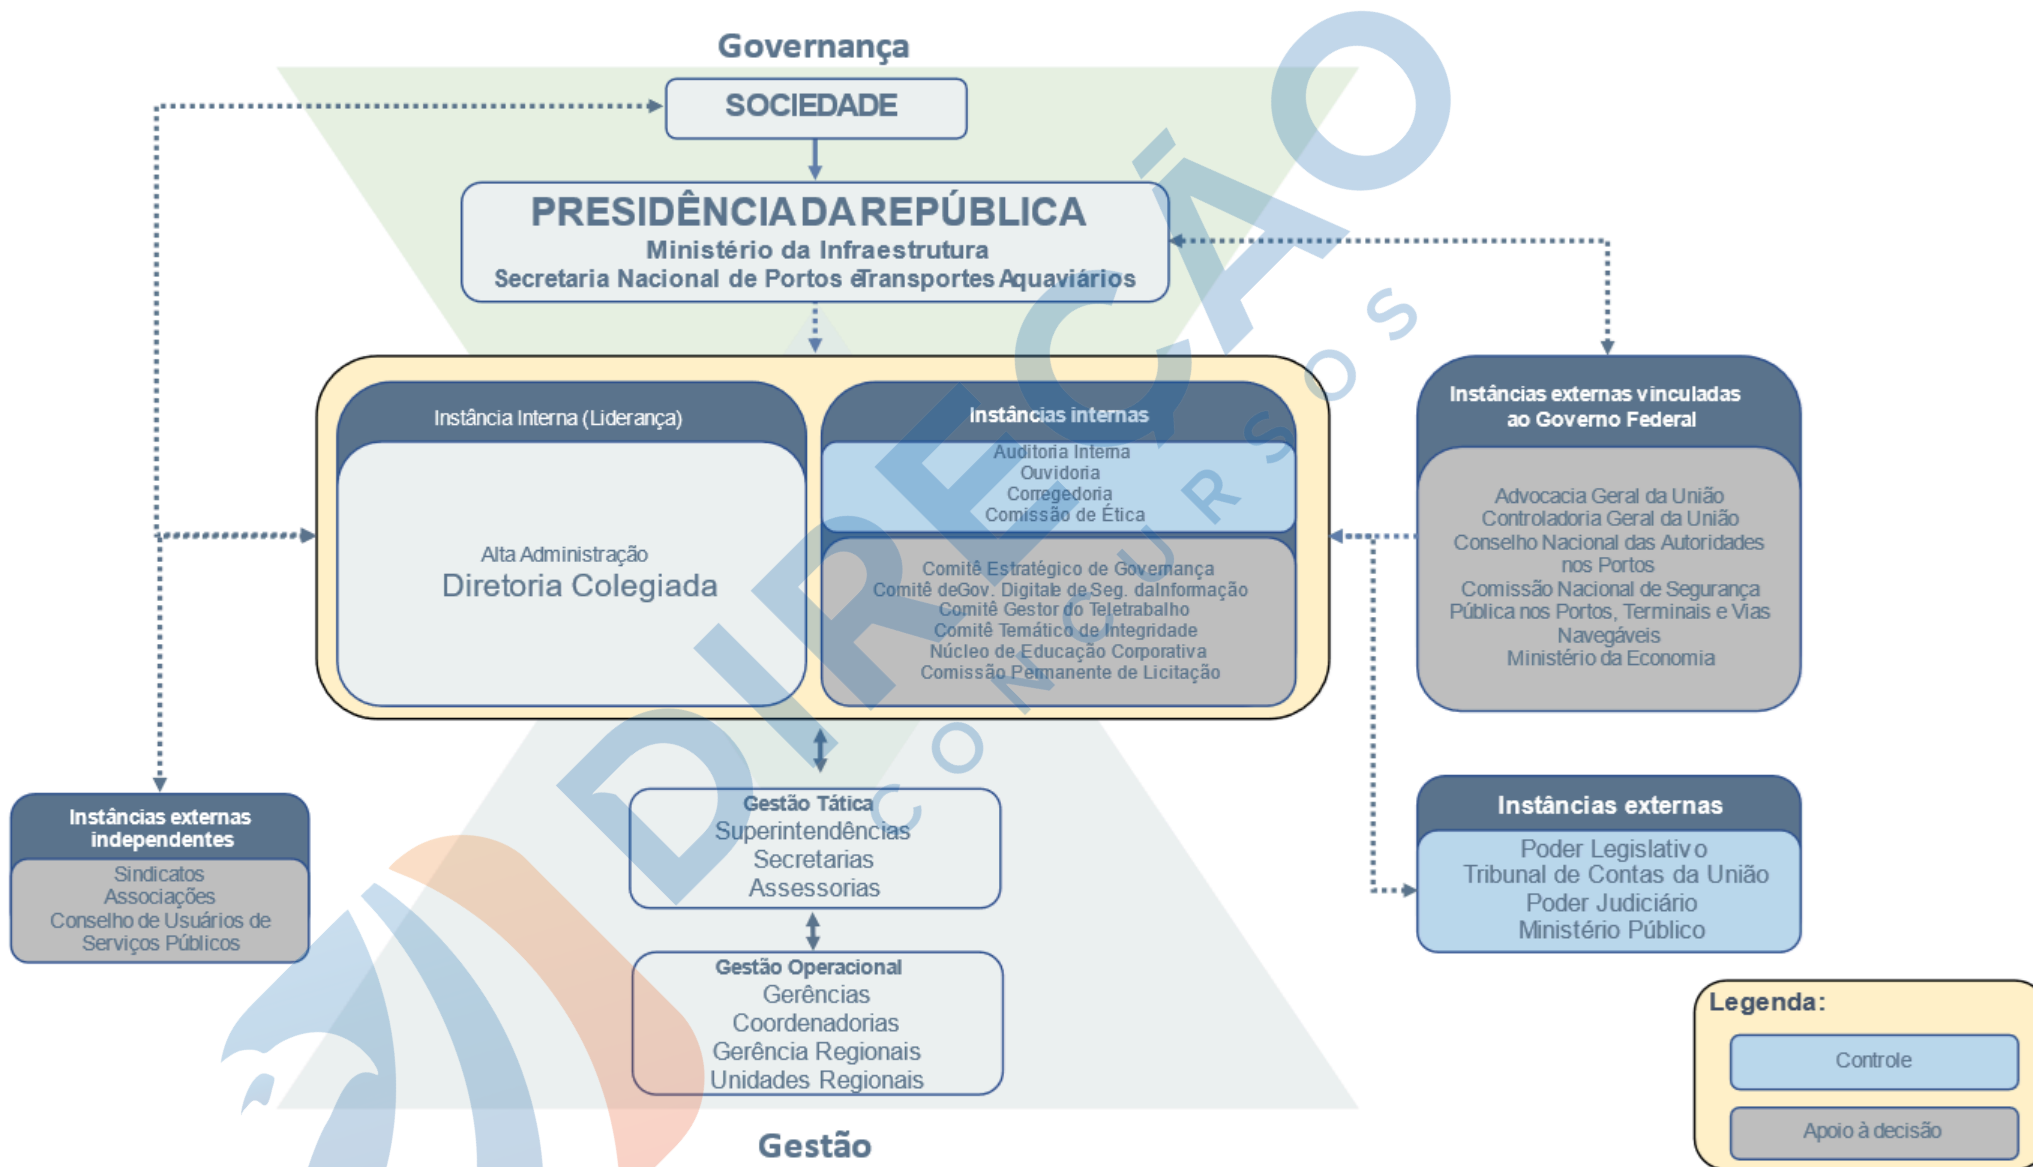 Governança
SOCIEDADE
PRESIDÊNCIA DA REPÚBLICA
Ministério da Infraestrutura
Secretaria Nacional de Portos e Transportes Aquaviários
Instância Interna (Liderança)
Alta Administração
Diretoria Colegiada
Instâncias internas
Auditoria Interna
Ouvidoria
Corregedoria
Comissão de Ética
Comitê Estratégico de Governança
Comitê de Gov. Digital e de Seg. da Informação
Comitê Gestor do Teletrabalho
Comitê Temático de Integridade
Núcleo de Educação Corporativa
Comissão Permanente de Licitação
Instâncias externas vinculadas
ao Governo Federal
Advocacia Geral da União
Controladoria Geral da União
Conselho Nacional das Autoridades
nos Portos
Comissão Nacional de Segurança
Pública nos Portos, Terminais e Vias
Navegáveis
Ministério da Economia
Instâncias externas
independentes
Sindicatos
Associações
Conselho de Usuários de
Serviços Públicos
Gestão Tática
Superintendências
Secretarias
Assessorias
Gestão Operacional
Gerências
Coordenadorias
Gerência Regionais
Unidades Regionais
Instâncias externas
Poder Legislativo
Tribunal de Contas da União
Poder Judiciário
Ministério Público
Legenda:
Controle
Apoio à decisão
Gestão
DIREÇÃO
CONCURSOS